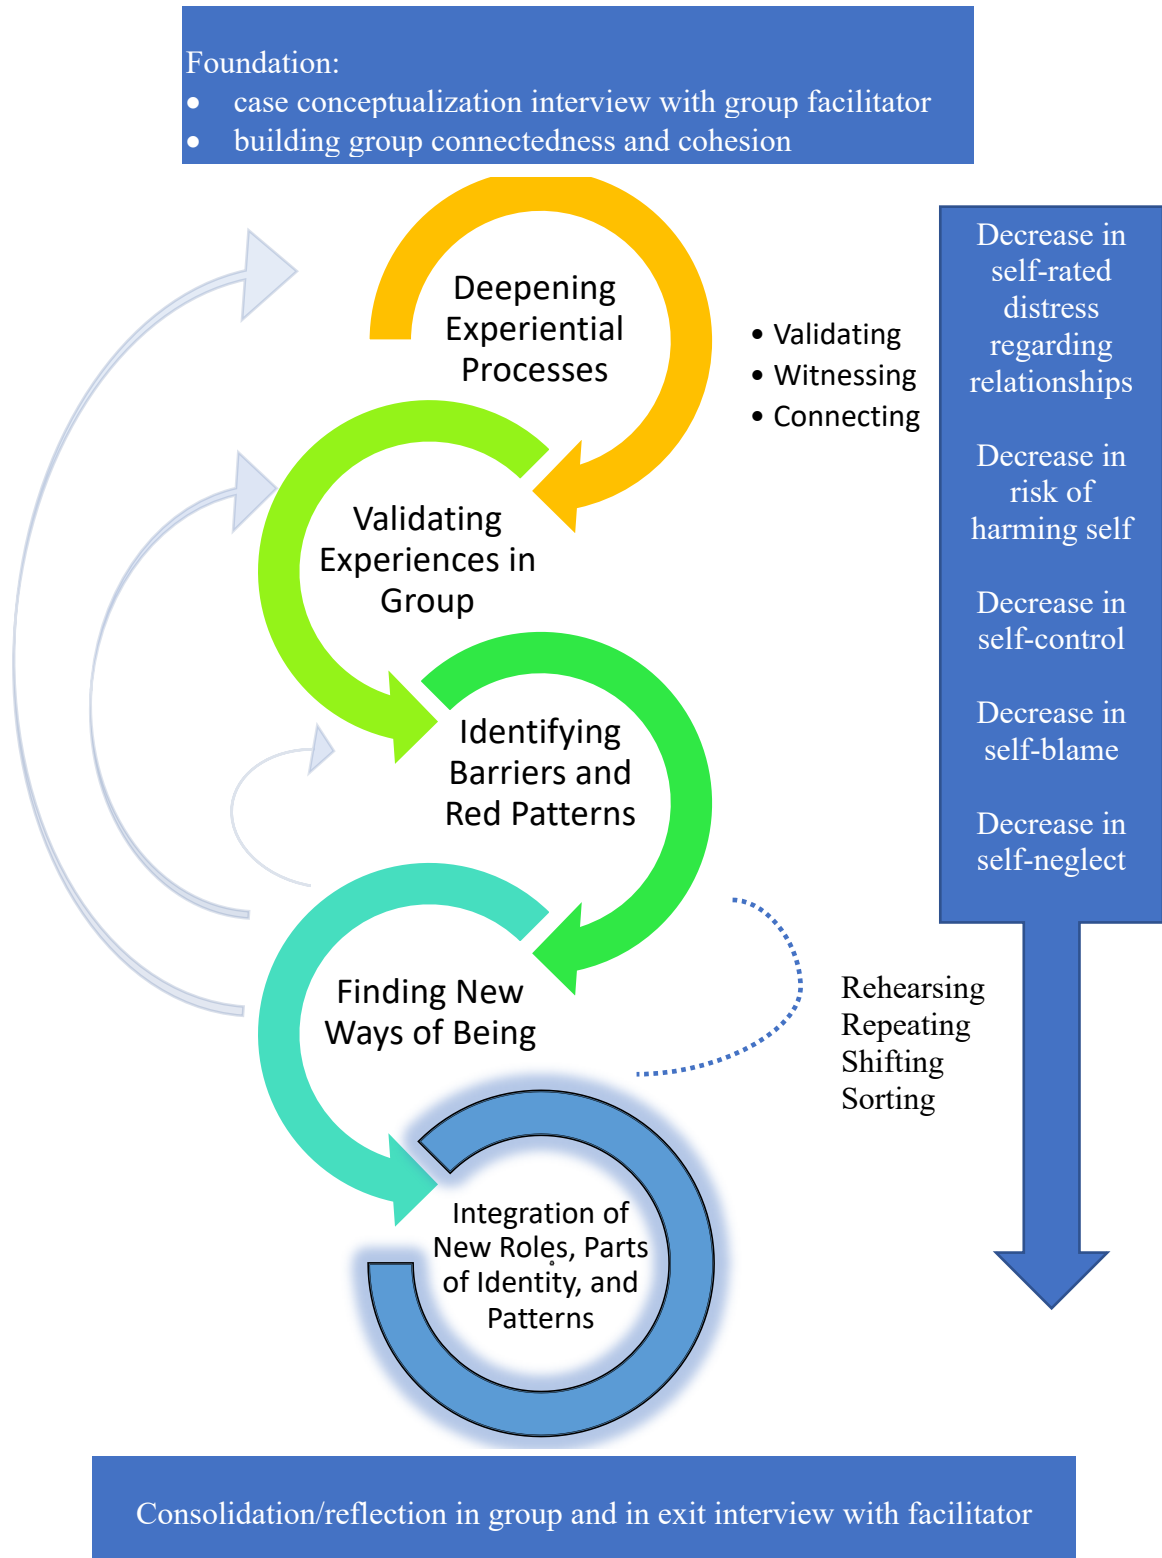 Foundation:
• case conceptualization interview with group facilitator
• building group connectedness and cohesion
Deepening
Experiential
Processes
• Validating
• Witnessing
• Connecting
Decrease in
self-rated
distress
regarding
relationships
Decrease in
risk of
harming self
Decrease in
self-control
Decrease in
self-blame
Decrease in
self-neglect
Validating
Experiences in
Group
Identifying
Barriers and
Red Patterns
Finding New
Ways of Being
Rehearsing
Repeating
Shifting
Sorting
Integration of
New Roles, Parts
of Identity, and
Patterns
Consolidation/reflection in group and in exit interview with facilitator